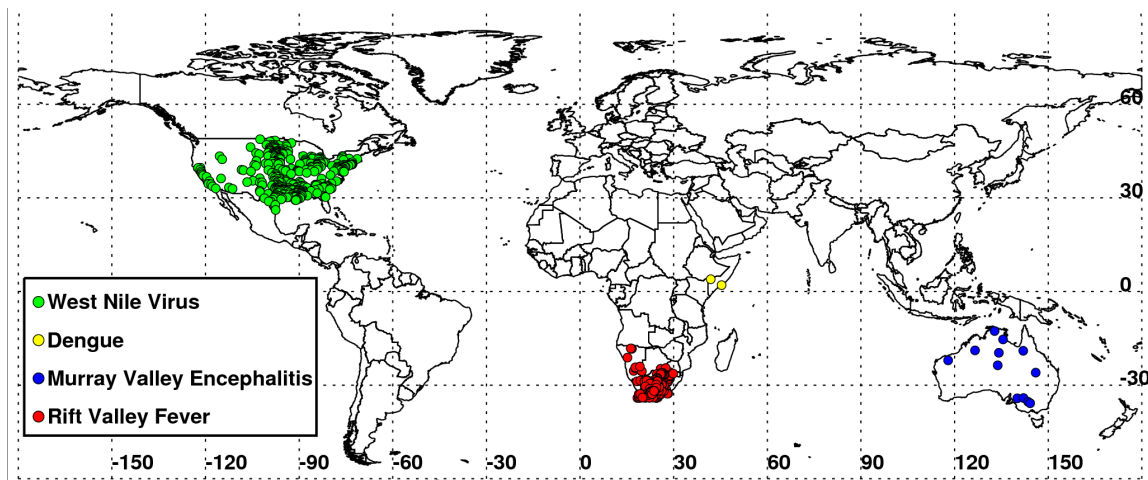 60
30
0
-30
West Nile Virus
Dengue
Murray Valley Encephalitis
Rift Valley Fever
-150 -120 -90 -60 -30 0 30 60 90 120 150